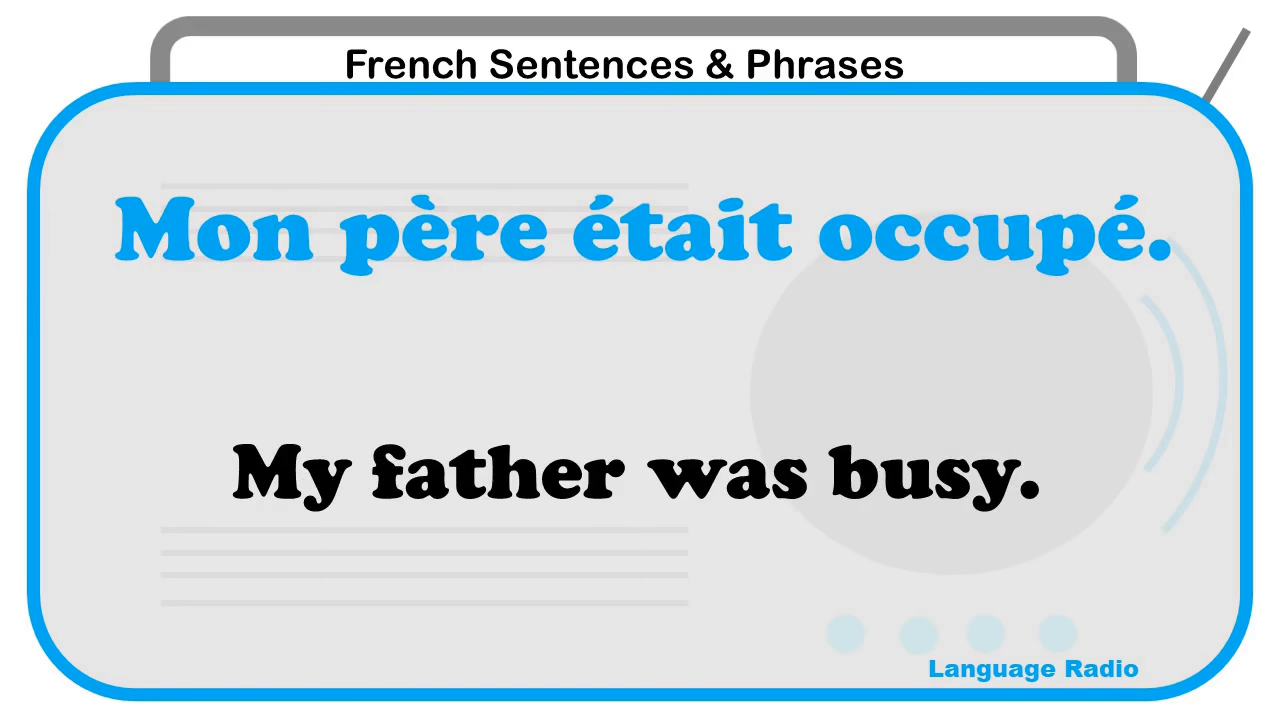 French Sentences & Phrases
Mon père était occupé.
My father was busy.
Language Radio